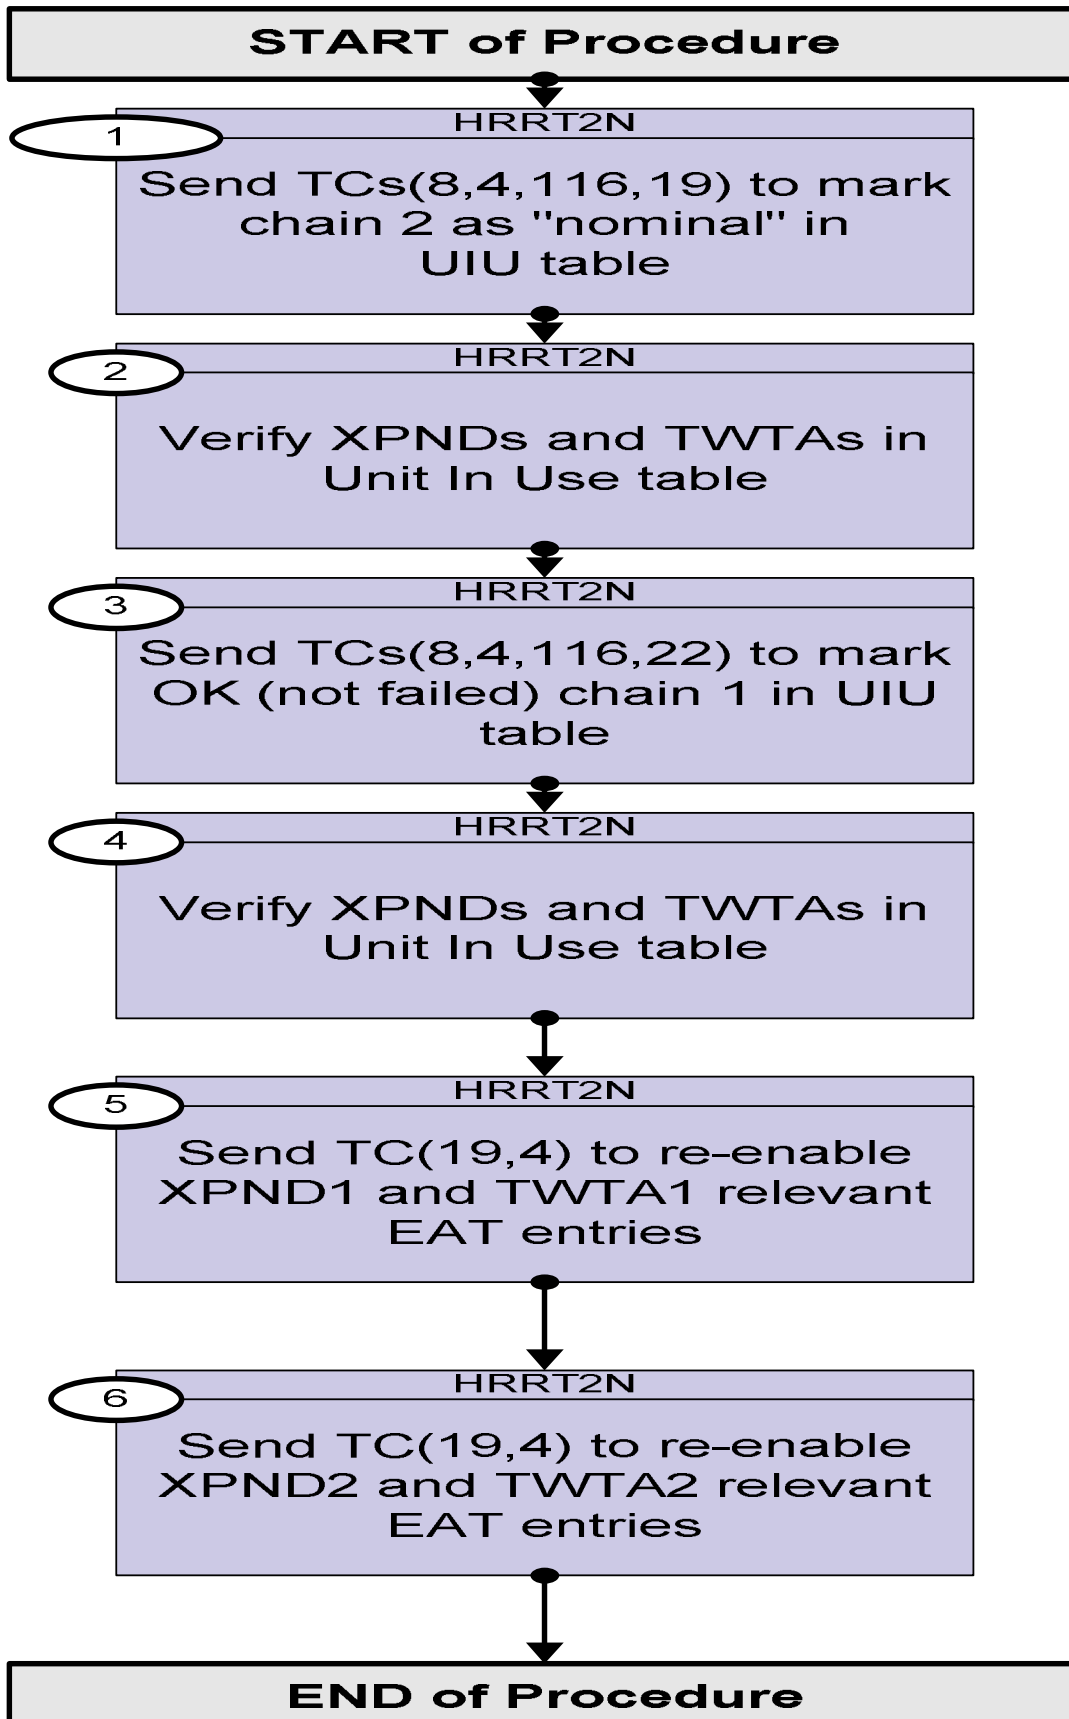 START of Procedure
HRRT2N
1
Send TCs(8,4,116,19) to mark
chain 2 as "nominal" in
UIU table
HRRT2N
2
Verify XPNDs and TWTAs in
Unit In Use table
HRRT2N
3
Send TCs(8,4,116,22) to mark
OK (not failed) chain 1 in UIU
table
HRRT2N
4
Verify XPNDs and TWTAs in
Unit In Use table
HRRT2N
5
Send TC(19,4) to re-enable
XPND1 and TWTA1 relevant
EAT entries
HRRT2N
6
Send TC(19,4) to re-enable
XPND2 and TWTA2 relevant
EAT entries
END of Procedure